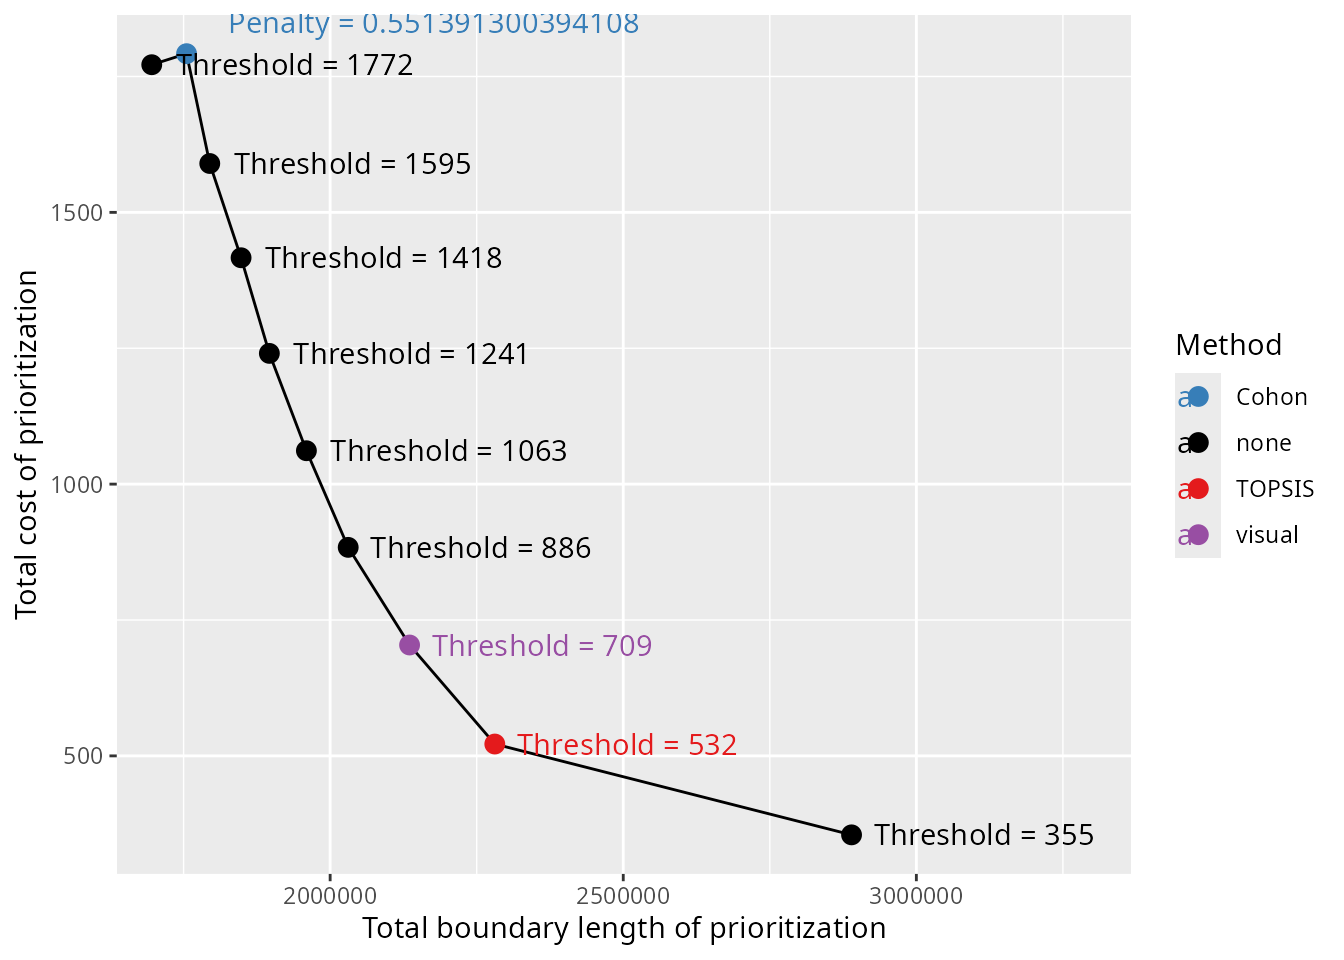 Penalty = 0.551391300394108
Threshold = 1772
Threshold = 1595
Threshold = 1418
Threshold = 1241
Threshold = 1063
Threshold = 886
Threshold = 709
Threshold = 532
Threshold = 355
1500
1000
500
Total cost of prioritization
2000000 2500000 3000000
Total boundary length of prioritization
Method
a Cohon
a none
a TOPSIS
a visual